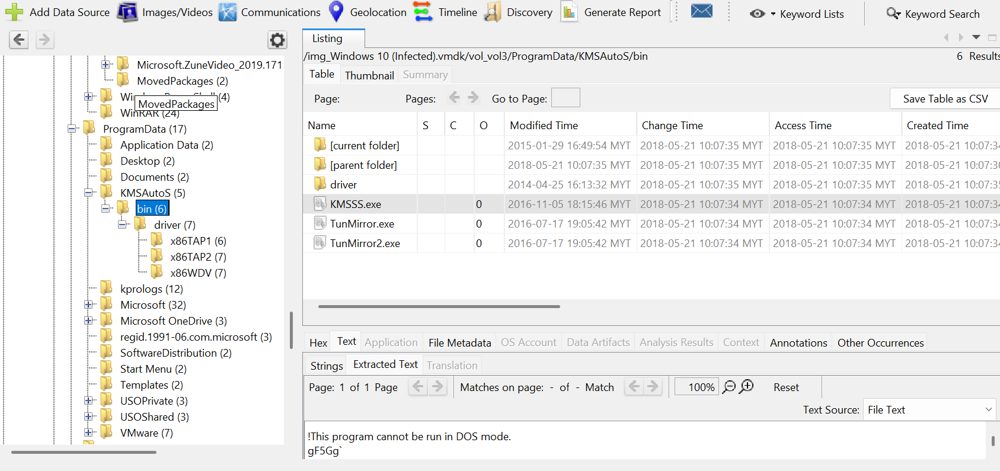 Add Data Source Images/Videos Communications Geolocation Timeline Discovery Generate Report Keyword Lists Keyword Search
Listing
/img_Windows 10 (Infected).vmdk/vol_vol3/ProgramData/KMSAutoS/bin 6 Results
Table Thumbnail Summary
Page: Pages: Go to Page: Save Table as CSV
Name S C O Modified Time Change Time Access Time Created Time
[current folder] 2015-01-29 16:49:54 MYT 2018-05-21 10:07:35 MYT 2018-05-21 10:07:35 MYT 2018-05-21 10:07:34
[parent folder] 2018-05-21 10:07:35 MYT 2018-05-21 10:07:35 MYT 2018-05-21 10:07:35 MYT 2018-05-21 10:07:30
driver 2014-04-25 16:13:32 MYT 2018-05-21 10:07:35 MYT 2018-05-21 10:07:35 MYT 2018-05-21 10:07:35
KMSSS.exe 0 2016-11-05 18:15:46 MYT 2018-05-21 10:07:34 MYT 2018-05-21 10:07:34 MYT 2018-05-21 10:07:34
TunMirror.exe 0 2016-07-17 19:05:42 MYT 2018-05-21 10:07:34 MYT 2018-05-21 10:07:34 MYT 2018-05-21 10:07:34
TunMirror2.exe 0 2016-07-17 19:05:42 MYT 2018-05-21 10:07:34 MYT 2018-05-21 10:07:34 MYT 2018-05-21 10:07:34
Microsoft.ZuneVideo_2019.171
MovedPackages (2)
(4)
MovedPackages
WinRAR (24)
ProgramData (17)
Application Data (2)
Desktop (2)
Documents (2)
KMSAutoS (5)
bin (6)
driver (7)
x86TAP1 (6)
x86TAP2 (7)
x86WDV (7)
kprologs (12)
Microsoft (32)
Microsoft OneDrive (3)
regid.1991-06.com.microsoft (3)
SoftwareDistribution (2)
Start Menu (2)
Templates (2)
USOPrivate (3)
USOShared (3)
VMware (7)
Hex Text Application File Metadata OS Account Data Artifacts Analysis Results Context Annotations Other Occurrences
Strings Extracted Text Translation
Page: 1 of 1 Page Matches on page: - of - Match 100% Reset
Text Source: File Text
!This program cannot be run in DOS mode.
gF5Gg`